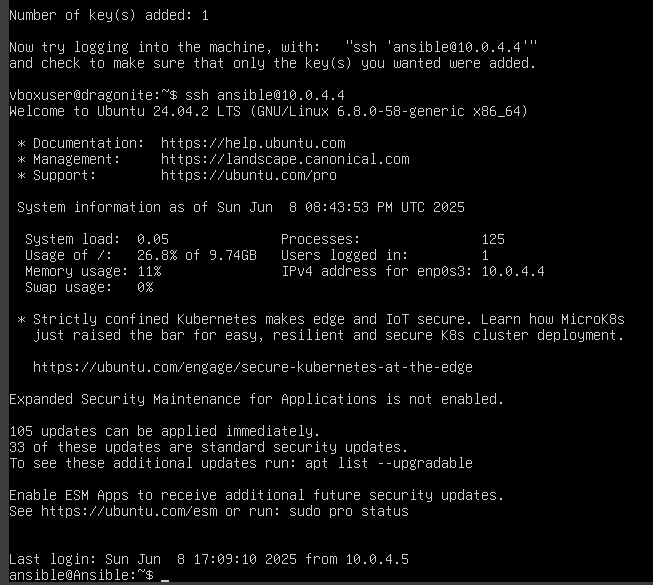 Number of key(s) added: 1
Now try logging into the machine, with:   "ssh 'ansible@10.0.4.4'"
and check to make sure that only the key(s) you wanted were added.
vboxuser@dragonite:~$ ssh ansible@10.0.4.4
Welcome to Ubuntu 24.04.2 LTS (GNU/Linux 6.8.0-58-generic x86_64)
 * Documentation:  https://help.ubuntu.com
 * Management:     https://landscape.canonical.com
 * Support:        https://ubuntu.com/pro
 System information as of Sun Jun  8 08:43:53 PM UTC 2025
  System load:  0.05              Processes:               125
  Usage of /:   26.8% of 9.74GB   Users logged in:         1
  Memory usage: 11%               IPv4 address for enp0s3: 10.0.4.4
  Swap usage:   0%
 * Strictly confined Kubernetes makes edge and IoT secure. Learn how MicroK8s
   just raised the bar for easy, resilient and secure K8s cluster deployment.
   https://ubuntu.com/engage/secure-kubernetes-at-the-edge
Expanded Security Maintenance for Applications is not enabled.
105 updates can be applied immediately.
33 of these updates are standard security updates.
To see these additional updates run: apt list --upgradable
Enable ESM Apps to receive additional future security updates.
See https://ubuntu.com/esm or run: sudo pro status
Last login: Sun Jun  8 17:09:10 2025 from 10.0.4.5
ansible@Ansible:~$ _